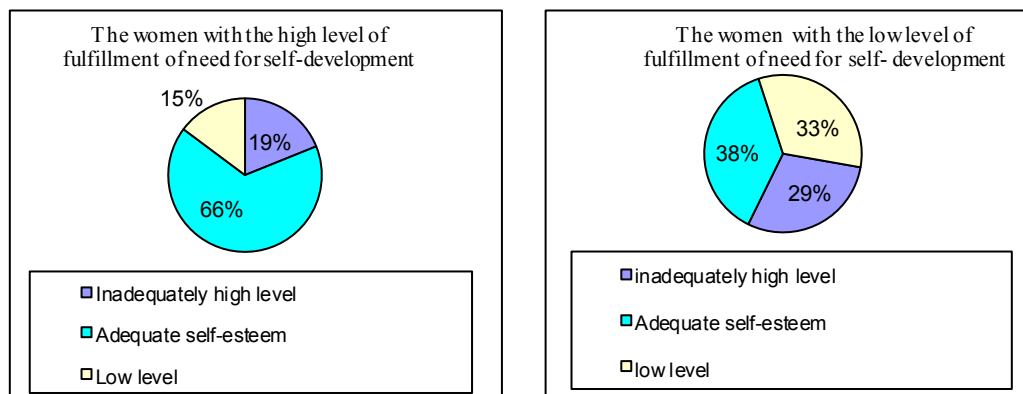 The women with the high level of
fulfillment of need for self-development
15%
19%
66%
Inadequately high level
Adequate self-esteem
Low level
The women with the low level of
fulfillment of need for self- development
33%
38%
29%
inadequately high level
Adequate self-esteem
low level